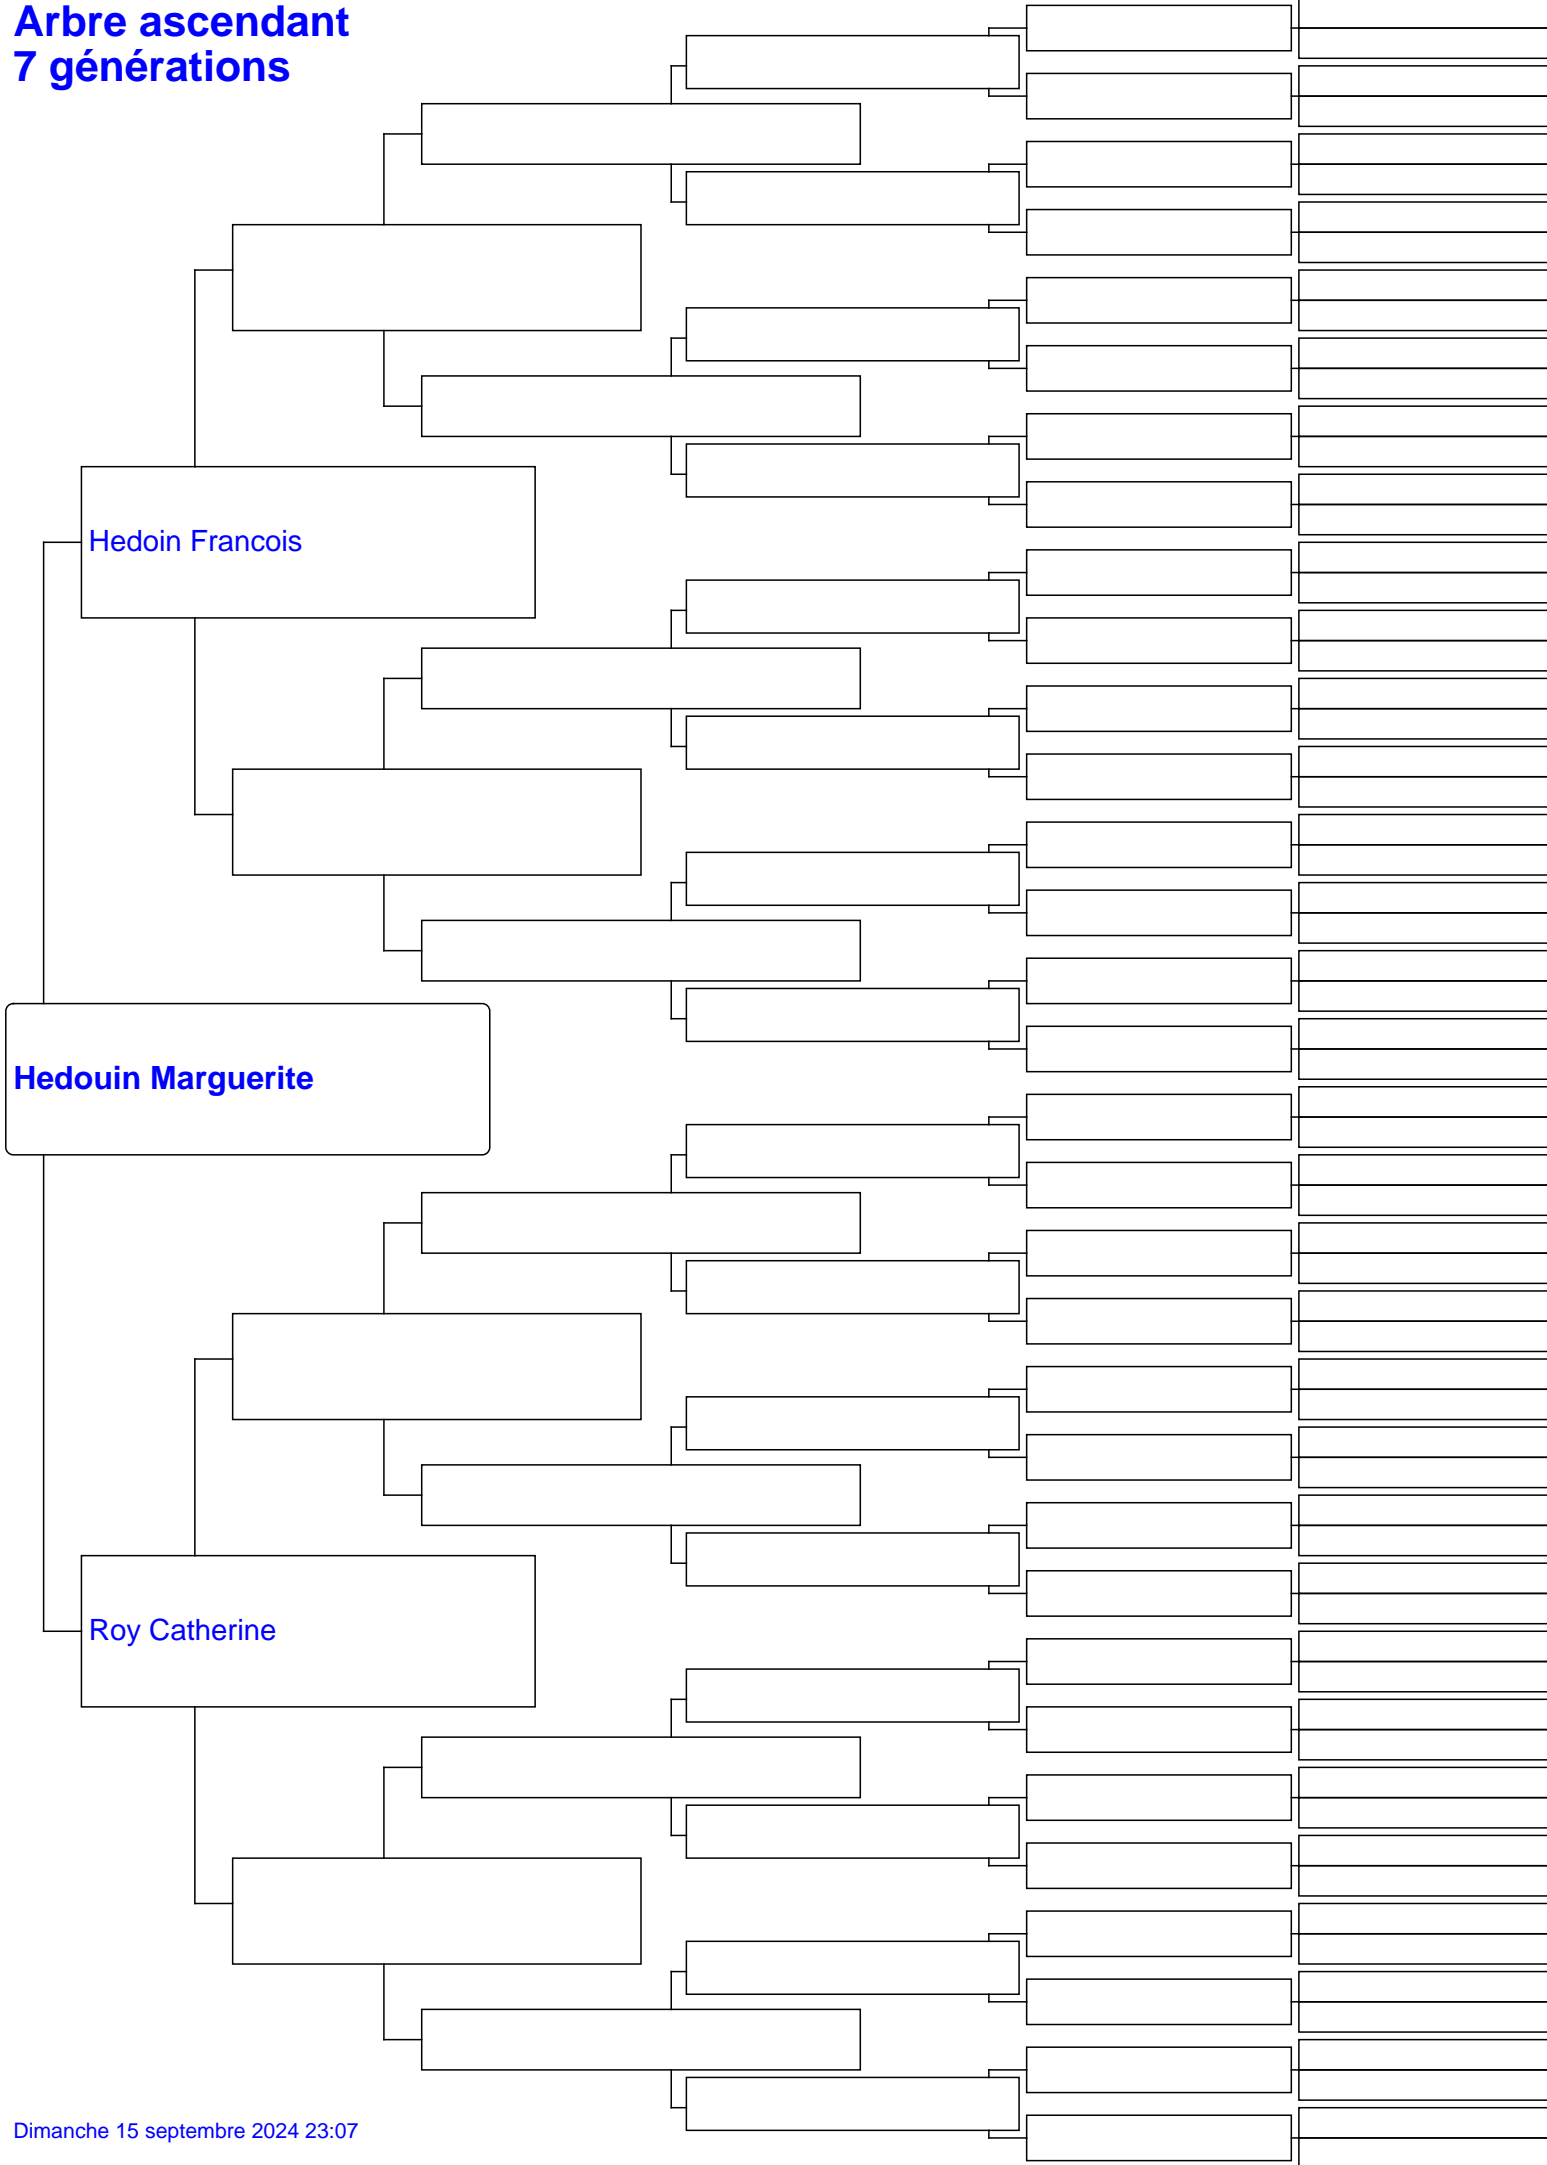 Arbre ascendant
7 générations
Hedoin Francois
Hedouin Marguerite
Roy Catherine
Dimanche 15 septembre 2024 23:07